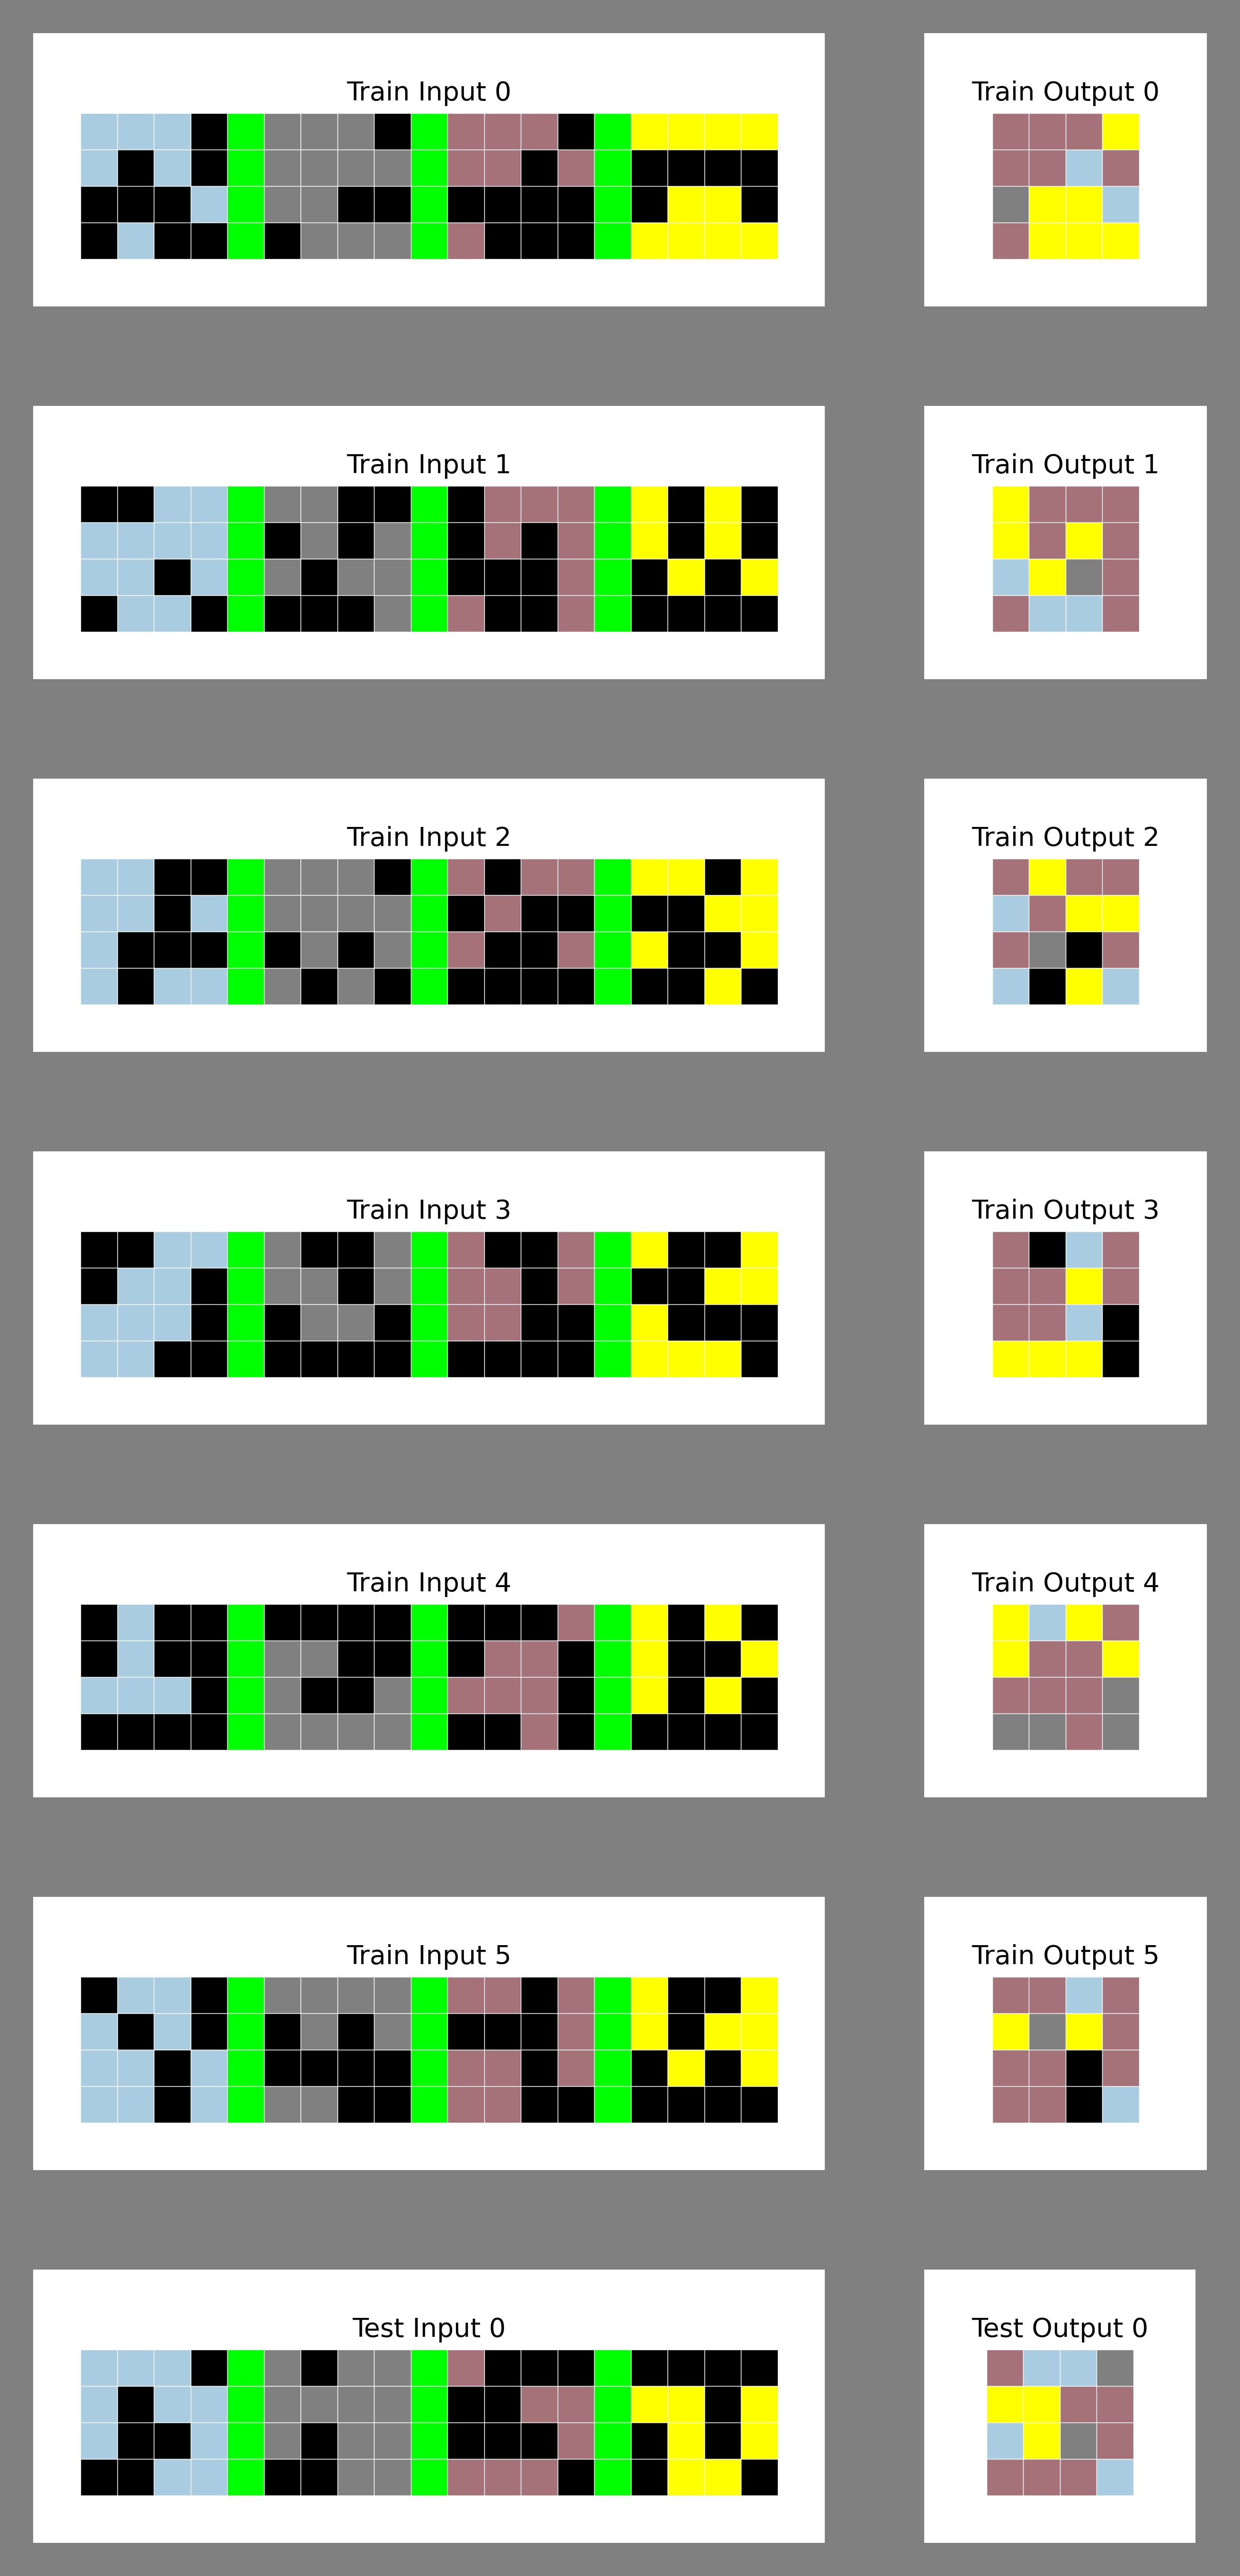 Train Input 0
Train Output 0
Train Input 1
Train Output 1
Train Input 2
Train Output 2
Train Input 3
Train Output 3
Train Input 4
Train Output 4
Train Input 5
Train Output 5
Test Input 0
Test Output 0